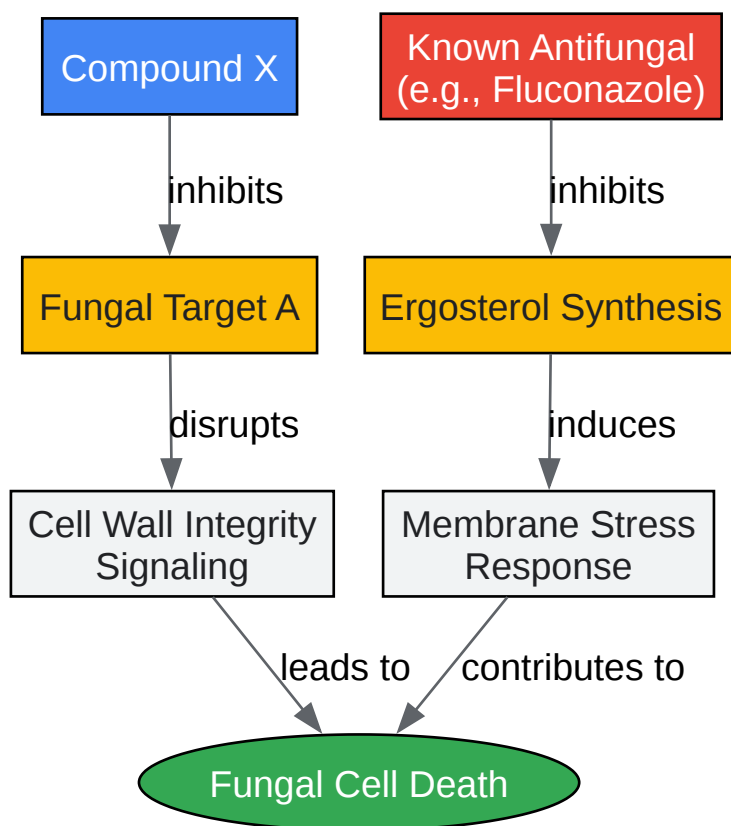 Compound X
Known Antifungal
(e.g., Fluconazole)
inhibits
inhibits
Fungal Target A
Ergosterol Synthesis
disrupts
induces
Cell Wall Integrity
Signaling
Membrane Stress
Response
leads to
contributes to
Fungal Cell Death